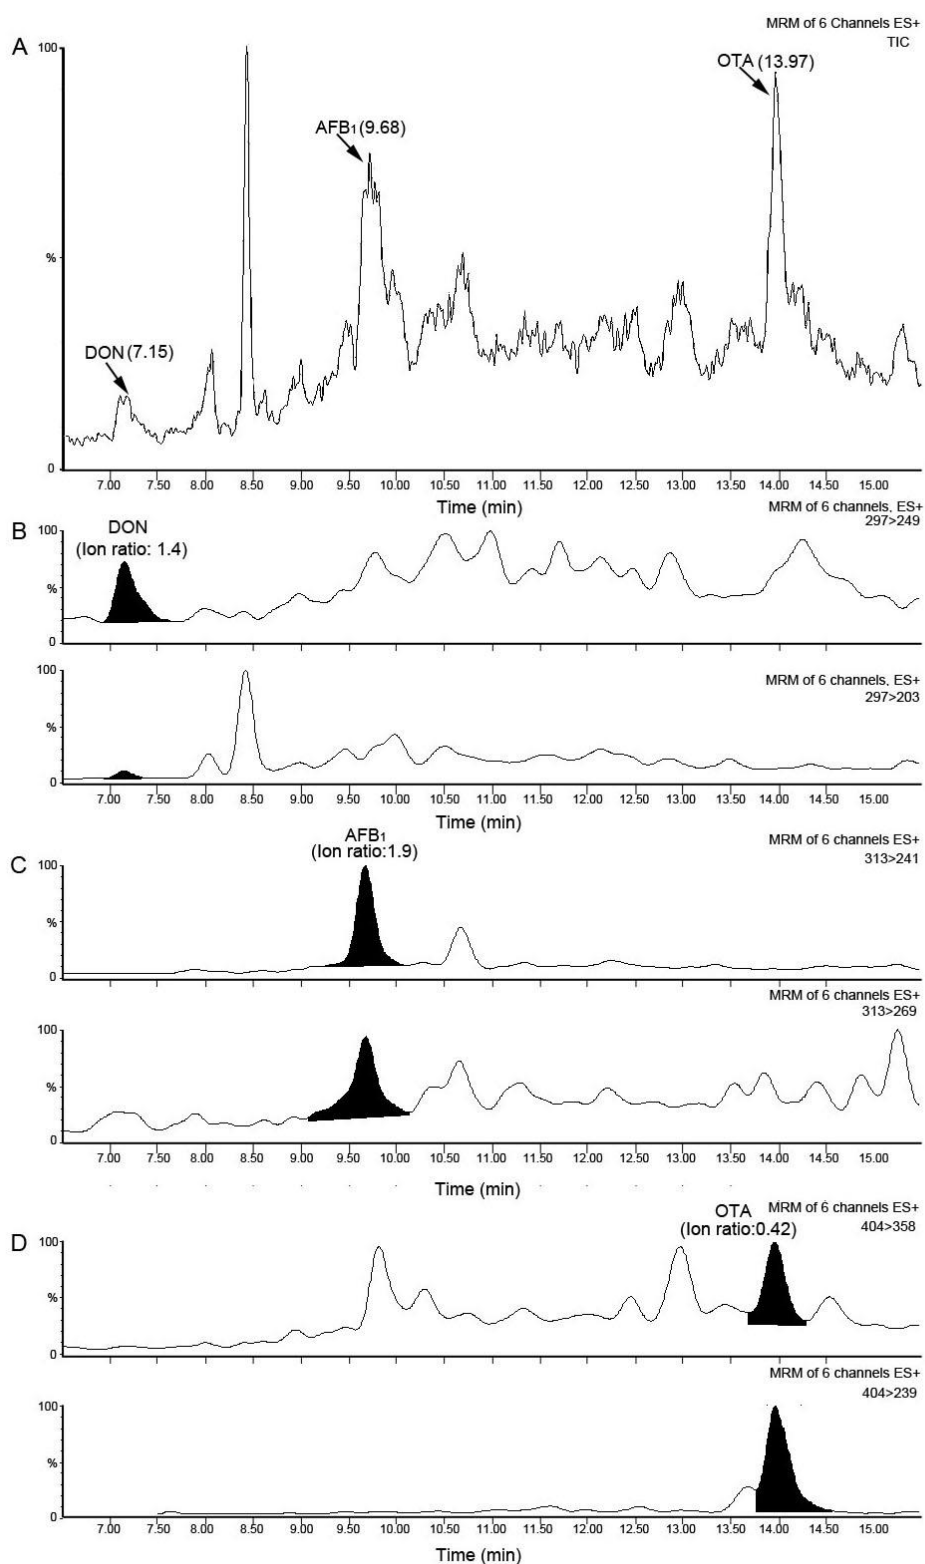 MRM of 6 Channels ES+
A
TIC
100
OTA (13.97)
AFB1(9.68)
%
DON(7.15)
0
7.00 7.50 8.00 8.50 9.00 9.50 10.00 10.50 11.00 11.50 12.00 12.50 13.00 13.50 14.00 14.50 15.00
Time (min)
MRM of 6 channels, ES+
297>249
B
DON
(Ion ratio: 1.4)
100
%
0
MRM of 6 channels, ES+
297>203
100
%
0
7.00 7.50 8.00 8.50 9.00 9.50 10.00 10.50 11.00 11.50 12.00 12.50 13.00 13.50 14.00 14.50 15.00
Time (min)
AFB1
(Ion ratio:1.9)
MRM of 6 channels ES+
313>241
C
100
%
0
MRM of 6 channels ES+
313>269
100
%
0
7.00 7.50 8.00 8.50 9.00 9.50 10.00 10.50 11.00 11.50 12.00 12.50 13.00 13.50 14.00 14.50 15.00
Time (min)
OTA
(Ion ratio:0.42)
MRM of 6 channels ES+
404>358
D
100
%
0
MRM of 6 channels ES+
404>239
100
%
0
7.00 7.50 8.00 8.50 9.00 9.50 10.00 10.50 11.00 11.50 12.00 12.50 13.00 13.50 14.00 14.50 15.00
Time (min)